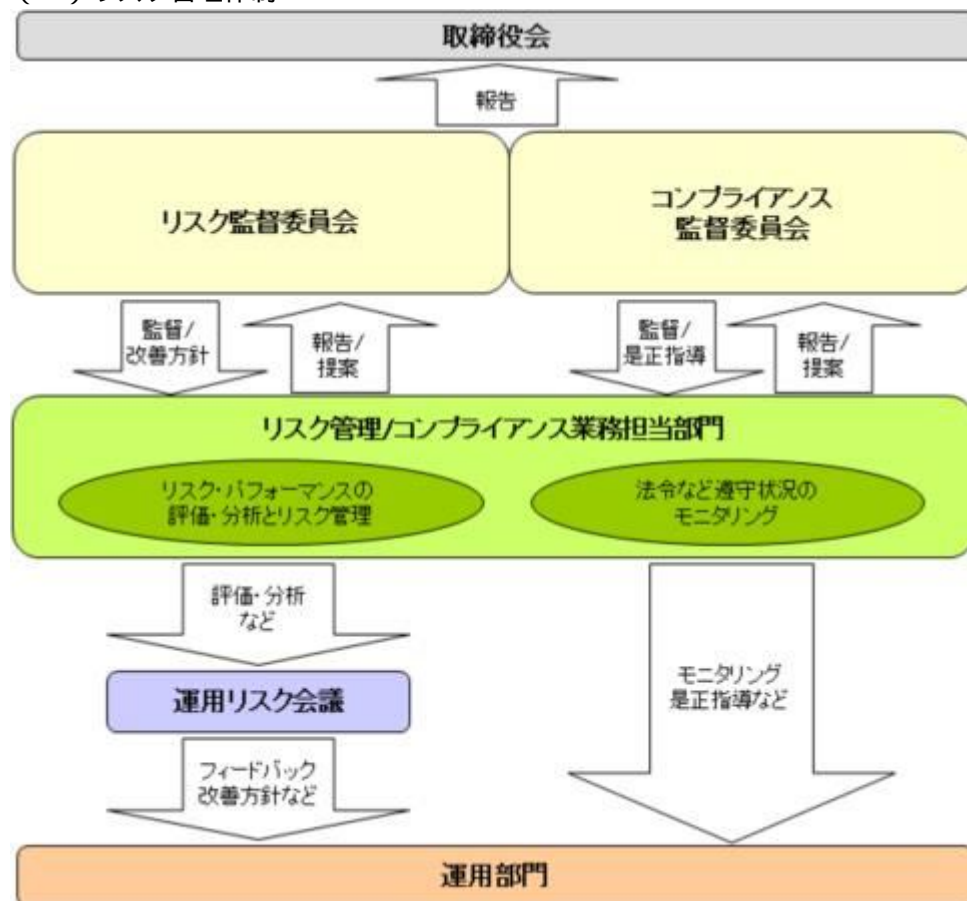 取締役会
報告
リスク監督委員会
コンプライアンス
監督委員会
監督/
改善方針
報告/
提案
監督/
是正指導
報告/
提案
リスク管理/コンプライアンス業務担当部門
リスク・パフォーマンスの
評価・分析とリスク管理
法令など遵守状況の
モニタリング
評価・分析
など
運用リスク会議
モニタリング
是正指導など
フィードバック
改善方針など
運用部門